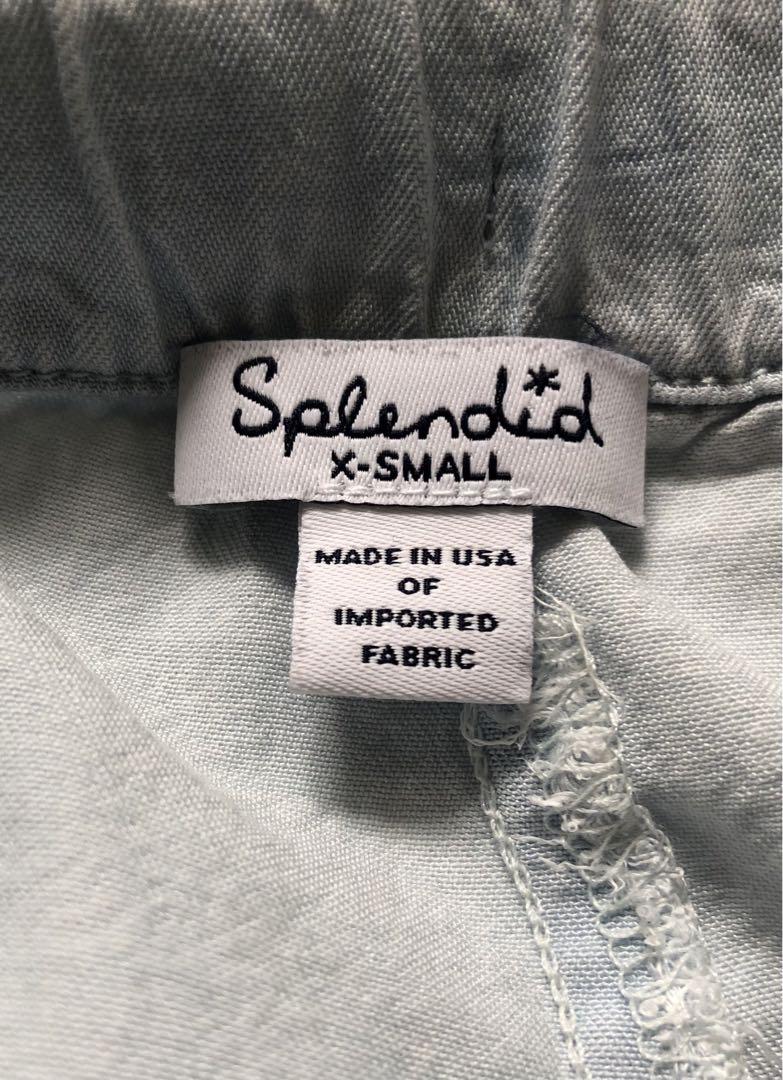 Splendid
X-SMALL
MADE IN USA
OF
IMPORTED
FABRIC